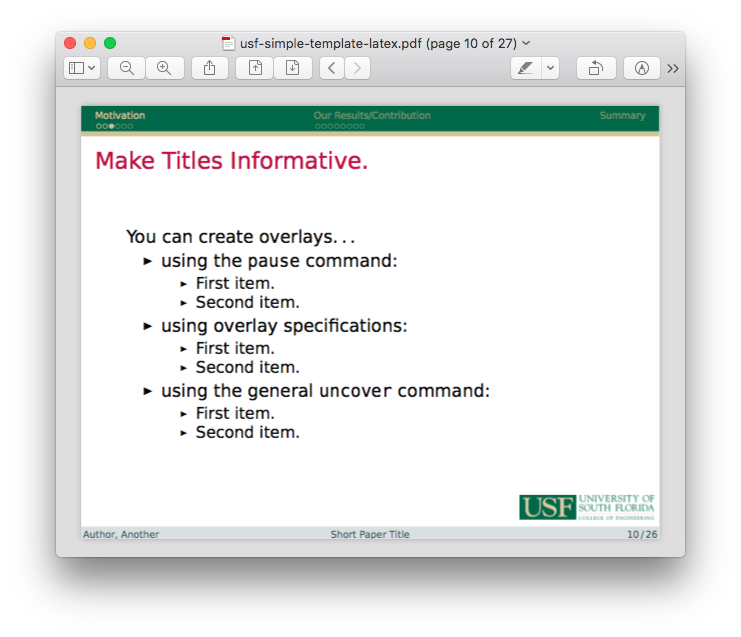 usf-simple-template-latex.pdf (page 10 of 27)
Motivation Our Results/Contribution Summary
Make Titles Informative.
You can create overlays...
using the pause command:
First item.
Second item.
using overlay specifications:
First item.
Second item.
using the general uncover command:
First item.
Second item.
USF UNIVERSITY OF
SOUTH FLORIDA
COLLEGE OF ENGINEERING
Author, Another Short Paper Title 10/26